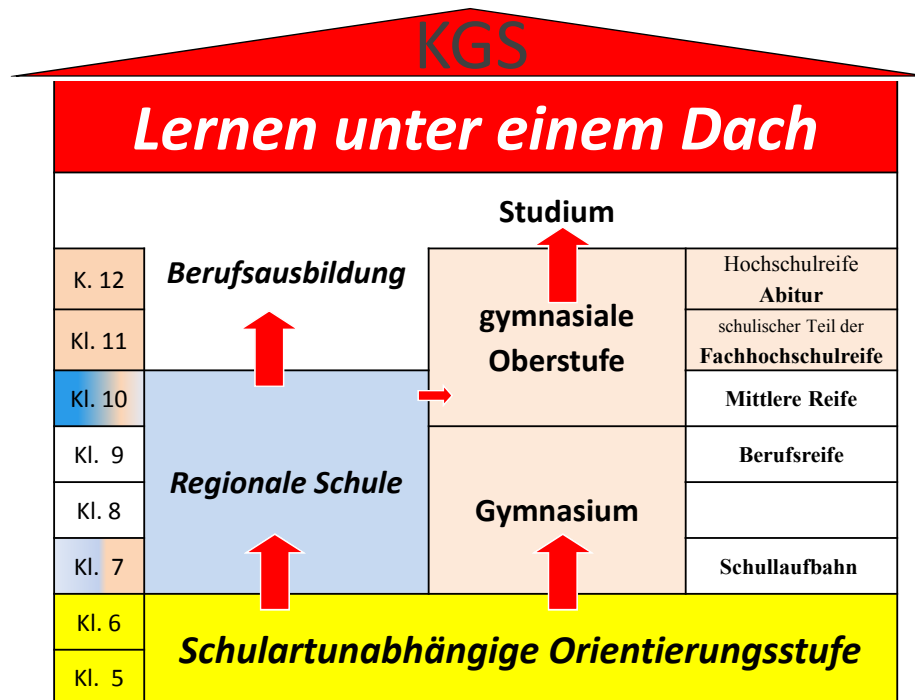 KGS
Lernen unter einem Dach
Studium
K. 12
Berufsausbildung
gymnasiale
Oberstufe
Hochschulreife
Abitur
Kl. 11
schulischer Teil der
Fachhochschulreife
Kl. 10
Mittlere Reife
Kl. 9
Regionale Schule
Gymnasium
Berufsreife
Kl. 8
Kl. 7
Schullaufbahn
Kl. 6
Schulartunabhängige Orientierungsstufe
Kl. 5